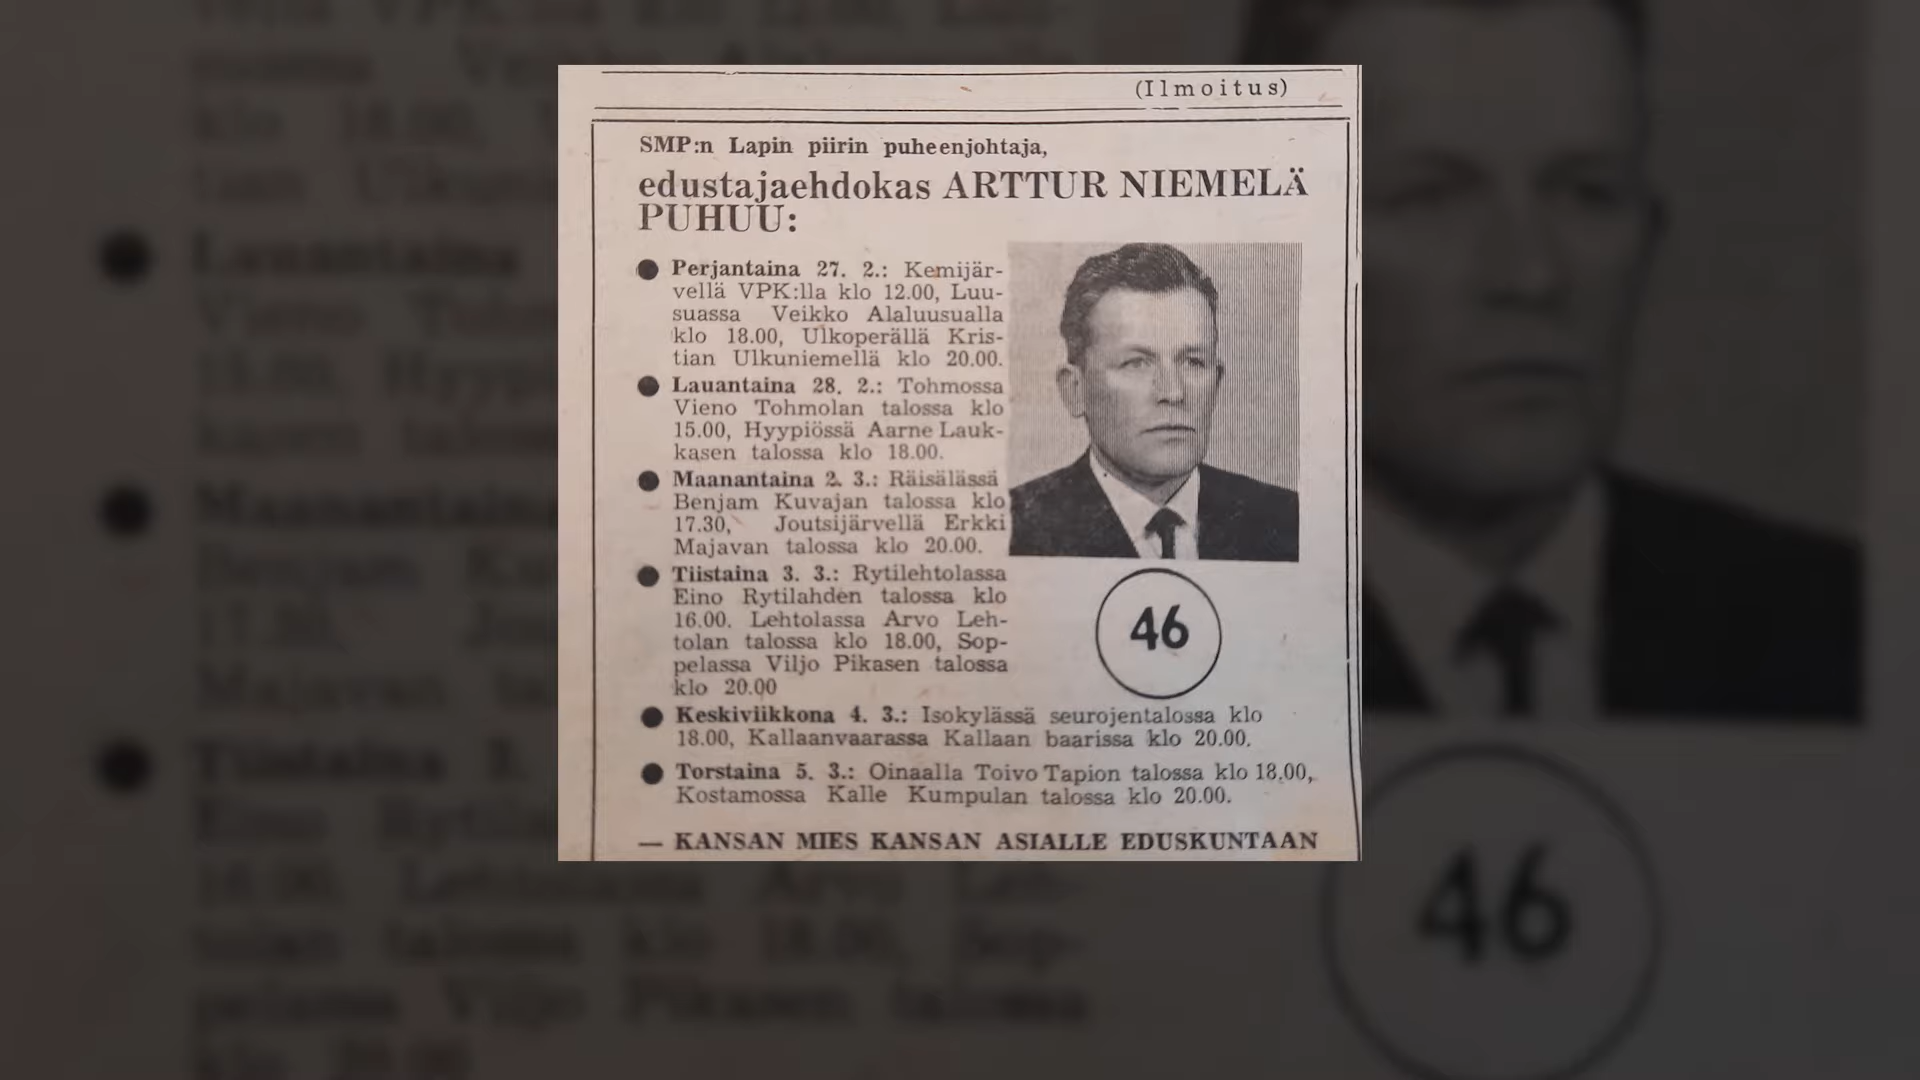 (Ilmoitus)
SMP:n Lapin piirin puheenjohtaja,
edustajaehdokas ARTTUR NIEMELÄ
PUHUU:
● Perjantaina 27. 2.: Kemijär-
vellä VPK:lla klo 12.00, Luu-
suassa Veikko Alaluusualla
klo 18.00, Ulkoperällä Kris-
tian Ulkuniemellä klo 20.00.
● Lauantaina 28. 2.: Tohmossa
Vieno Tohmolan talossa klo
15.00, Hyypiössä Aarne Lauk-
kasen talossa klo 18.00.
● Maanantaina 2. 3.: Räisälässä
Benjam Kuvajan talossa klo
17.30, Joutsijärvellä Erkki
Majavan talossa klo 20.00.
● Tiistaina 3. 3.: Rytilehtolassa
Eino Rytilahden talossa klo
16.00. Lehtolassa Arvo Leh-
tolan talossa klo 18.00, Sop-
pelassa Viljo Pikasen talossa
klo 20.00
46
● Keskiviikkona 4. 3.: Isokylässä seurojentalossa klo
18.00, Kallaanvaarassa Kallaan baarissa klo 20.00.
● Torstaina 5. 3.: Oinaalla Toivo Tapion talossa klo 18.00,
Kostamossa Kalle Kumpulan talossa klo 20.00.
— KANSAN MIES KANSAN ASIALLE EDUSKUNTAAN